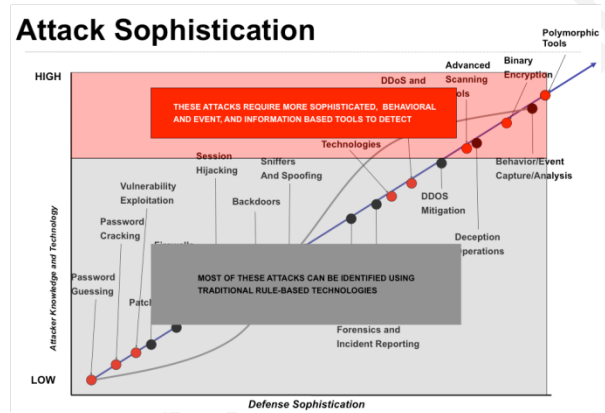 Attack Sophistication
HIGH
Polymorphic
Tools
Binary
Encryption
Advanced
Scanning
DDoS and
THESE ATTACKS REQUIRE MORE SOPHISTICATED, BEHAVIORAL
AND EVENT, AND INFORMATION BASED TOOLS TO DETECT
Technologies
Session
Hijacking
Sniffers
And Spoofing
Behavior/Event
Capture/Analysis
Vulnerability
Exploitation
Backdoors
DDOS
Mitigation
Password
Cracking
Deception
Operations
Password
Guessing
MOST OF THESE ATTACKS CAN BE IDENTIFIED USING
TRADITIONAL RULE-BASED TECHNOLOGIES
Forensics and
Incident Reporting
LOW
Attacker Knowledge and Technology
Defense Sophistication